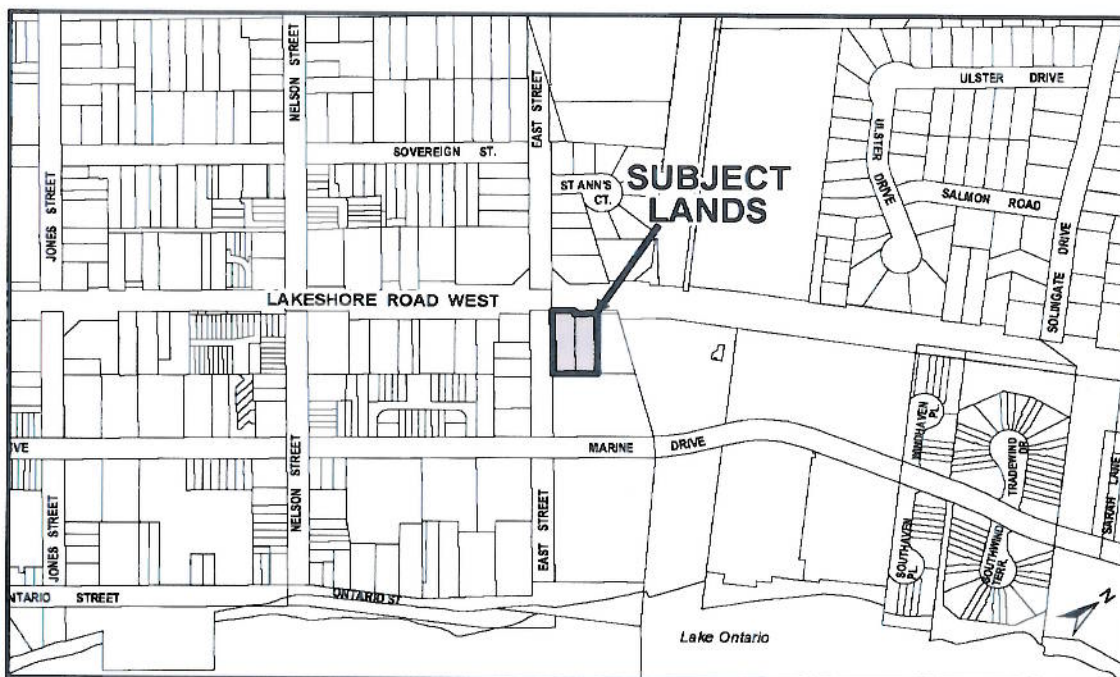 NELSON STREET
EAST STREET
ULSTER DRIVE
ULSTER DRIVE
SOVEREIGN ST.
JONES STREET
ST ANN'S
CT.
SUBJECT
LANDS
SALMON ROAD
SOLINGATE DRIVE
LAKESHORE ROAD WEST
WINDHAVEN
PL.
TRADEWIND
DR.
VE
MARINE DRIVE
SARAH LANE
JONES STREET
NELSON STREET
EAST STREET
SOUTHAVEN
PL.
SOUTHWIND
TERR.
NTARIO STREET
ONTARIO ST
Lake Ontario
N